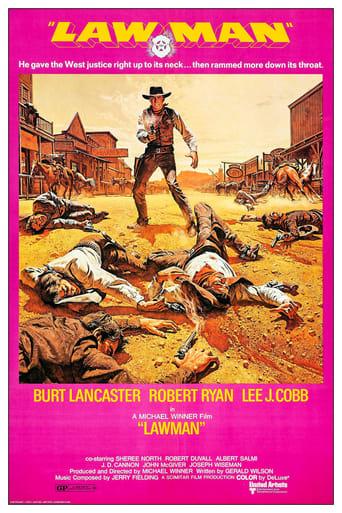 "LAWMAN"
He gave the West justice right up to its neck...then rammed more down its throat.
BURT LANCASTER ROBERT RYAN LEE J. COBB
in
A MICHAEL WINNER Film
"LAWMAN"
co-starring SHEREE NORTH ROBERT DUVALL ALBERT SALMI
J. D. CANNON JOHN McGIVER JOSEPH WISEMAN
Produced and Directed by MICHAEL WINNER Written by GERALD WILSON
Music Composed by JERRY FIELDING A SCIMITAR FILM PRODUCTION COLOR by DeLuxe®
GP
United Artists